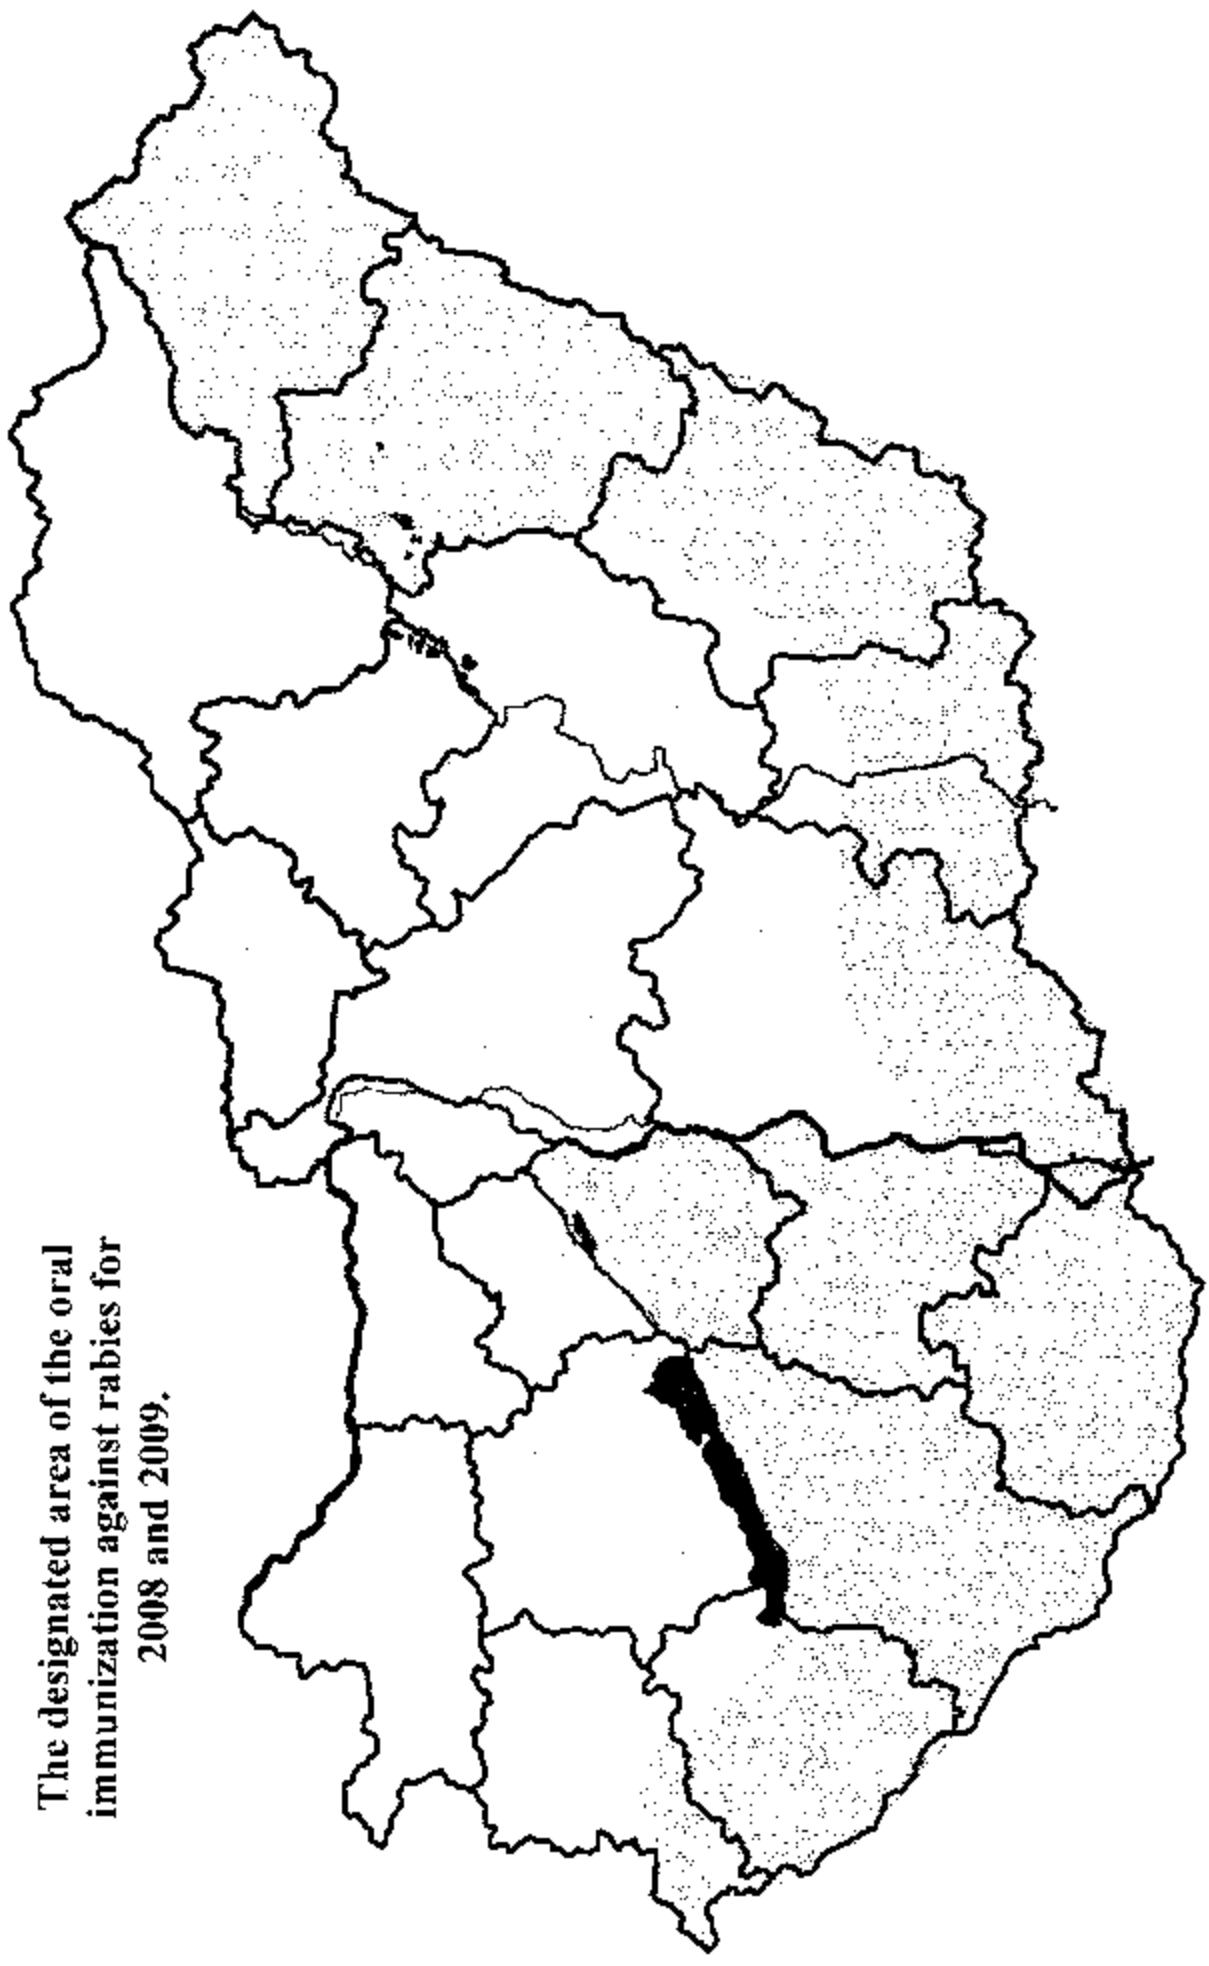 The designated area of the oral
immunization against rabies for
2008 and 2009.